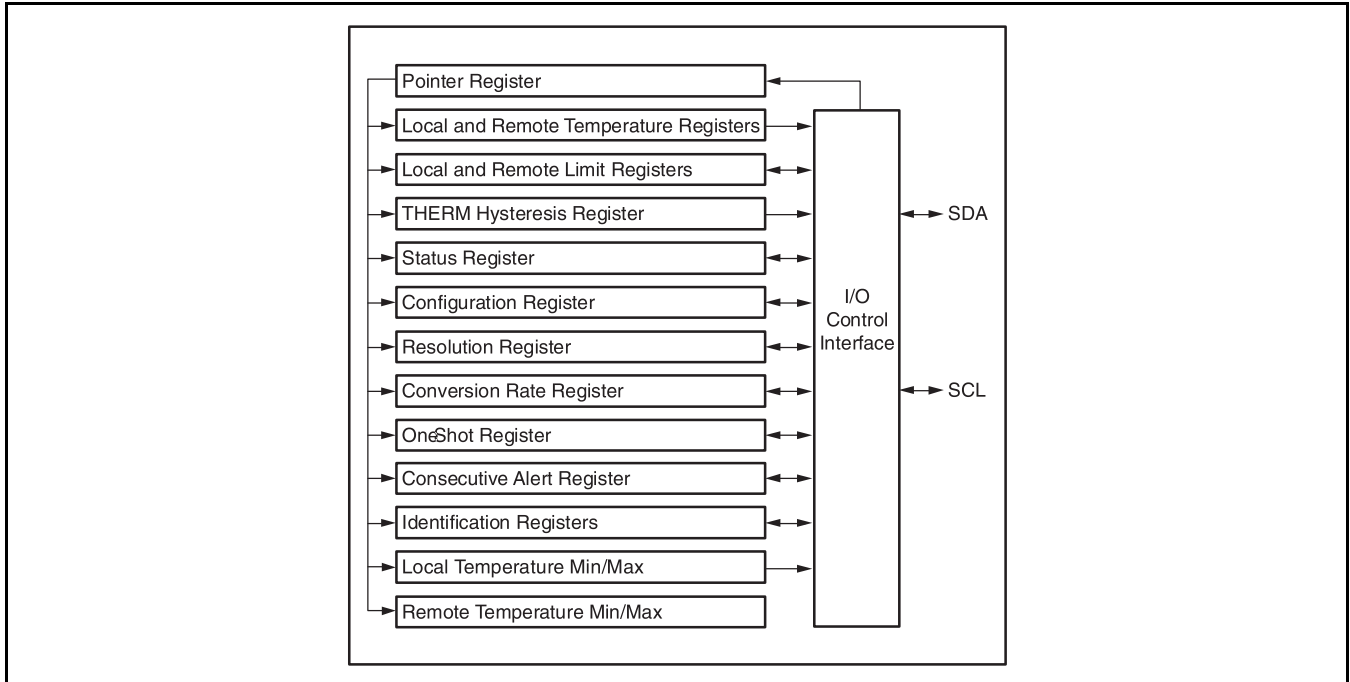 Pointer Register
Local and Remote Temperature Registers
Local and Remote Limit Registers
THERM Hysteresis Register
SDA
Status Register
Configuration Register
I/O
Control
Interface
Resolution Register
Conversion Rate Register
SCL
OneShot Register
Consecutive Alert Register
Identification Registers
Local Temperature Min/Max
Remote Temperature Min/Max